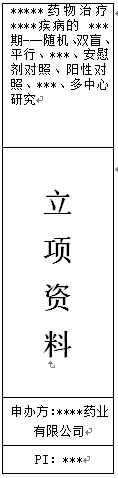 *****药物治疗
****疾病的 ***
期——随机、双盲、
平行、***、安慰
剂对照、阳性对
照、***、多中心
研究
立
项
资
料
申办方:****药业
有限公司
PI: ***